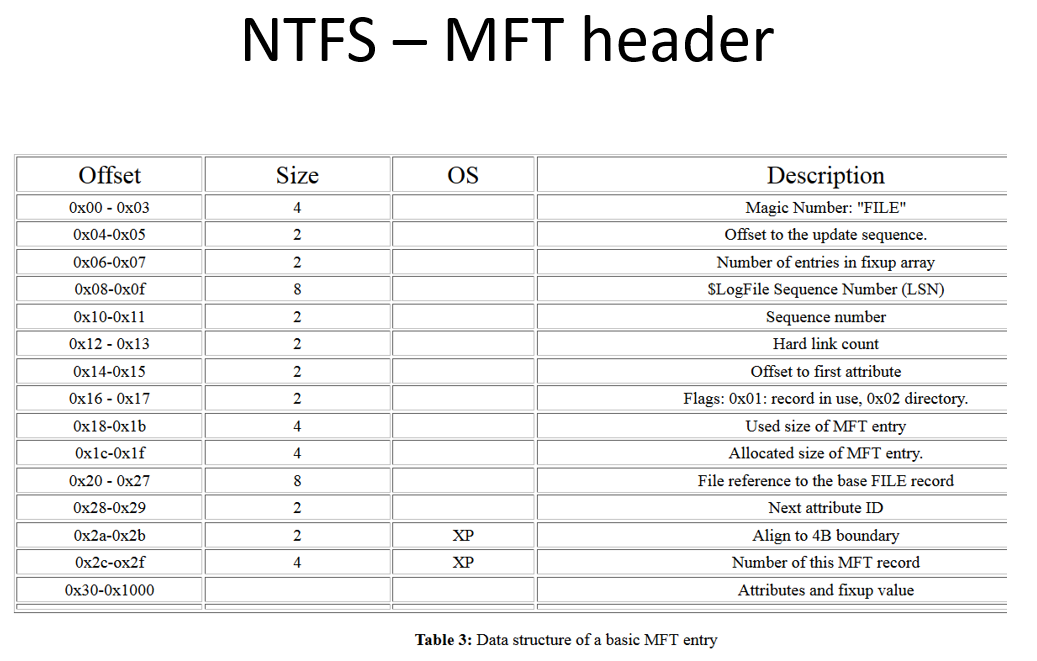 NTFS – MFT header
Offset Size OS Description
0x00 - 0x03 4 Magic Number: "FILE"
0x04-0x05 2 Offset to the update sequence.
0x06-0x07 2 Number of entries in fixup array
0x08-0x0f 8 $LogFile Sequence Number (LSN)
0x10-0x11 2 Sequence number
0x12 - 0x13 2 Hard link count
0x14-0x15 2 Offset to first attribute
0x16 - 0x17 2 Flags: 0x01: record in use, 0x02 directory.
0x18-0x1b 4 Used size of MFT entry
0x1c-0x1f 4 Allocated size of MFT entry.
0x20 - 0x27 8 File reference to the base FILE record
0x28-0x29 2 Next attribute ID
0x2a-0x2b 2 XP Align to 4B boundary
0x2c-ox2f 4 XP Number of this MFT record
0x30-0x1000 Attributes and fixup value
Table 3: Data structure of a basic MFT entry